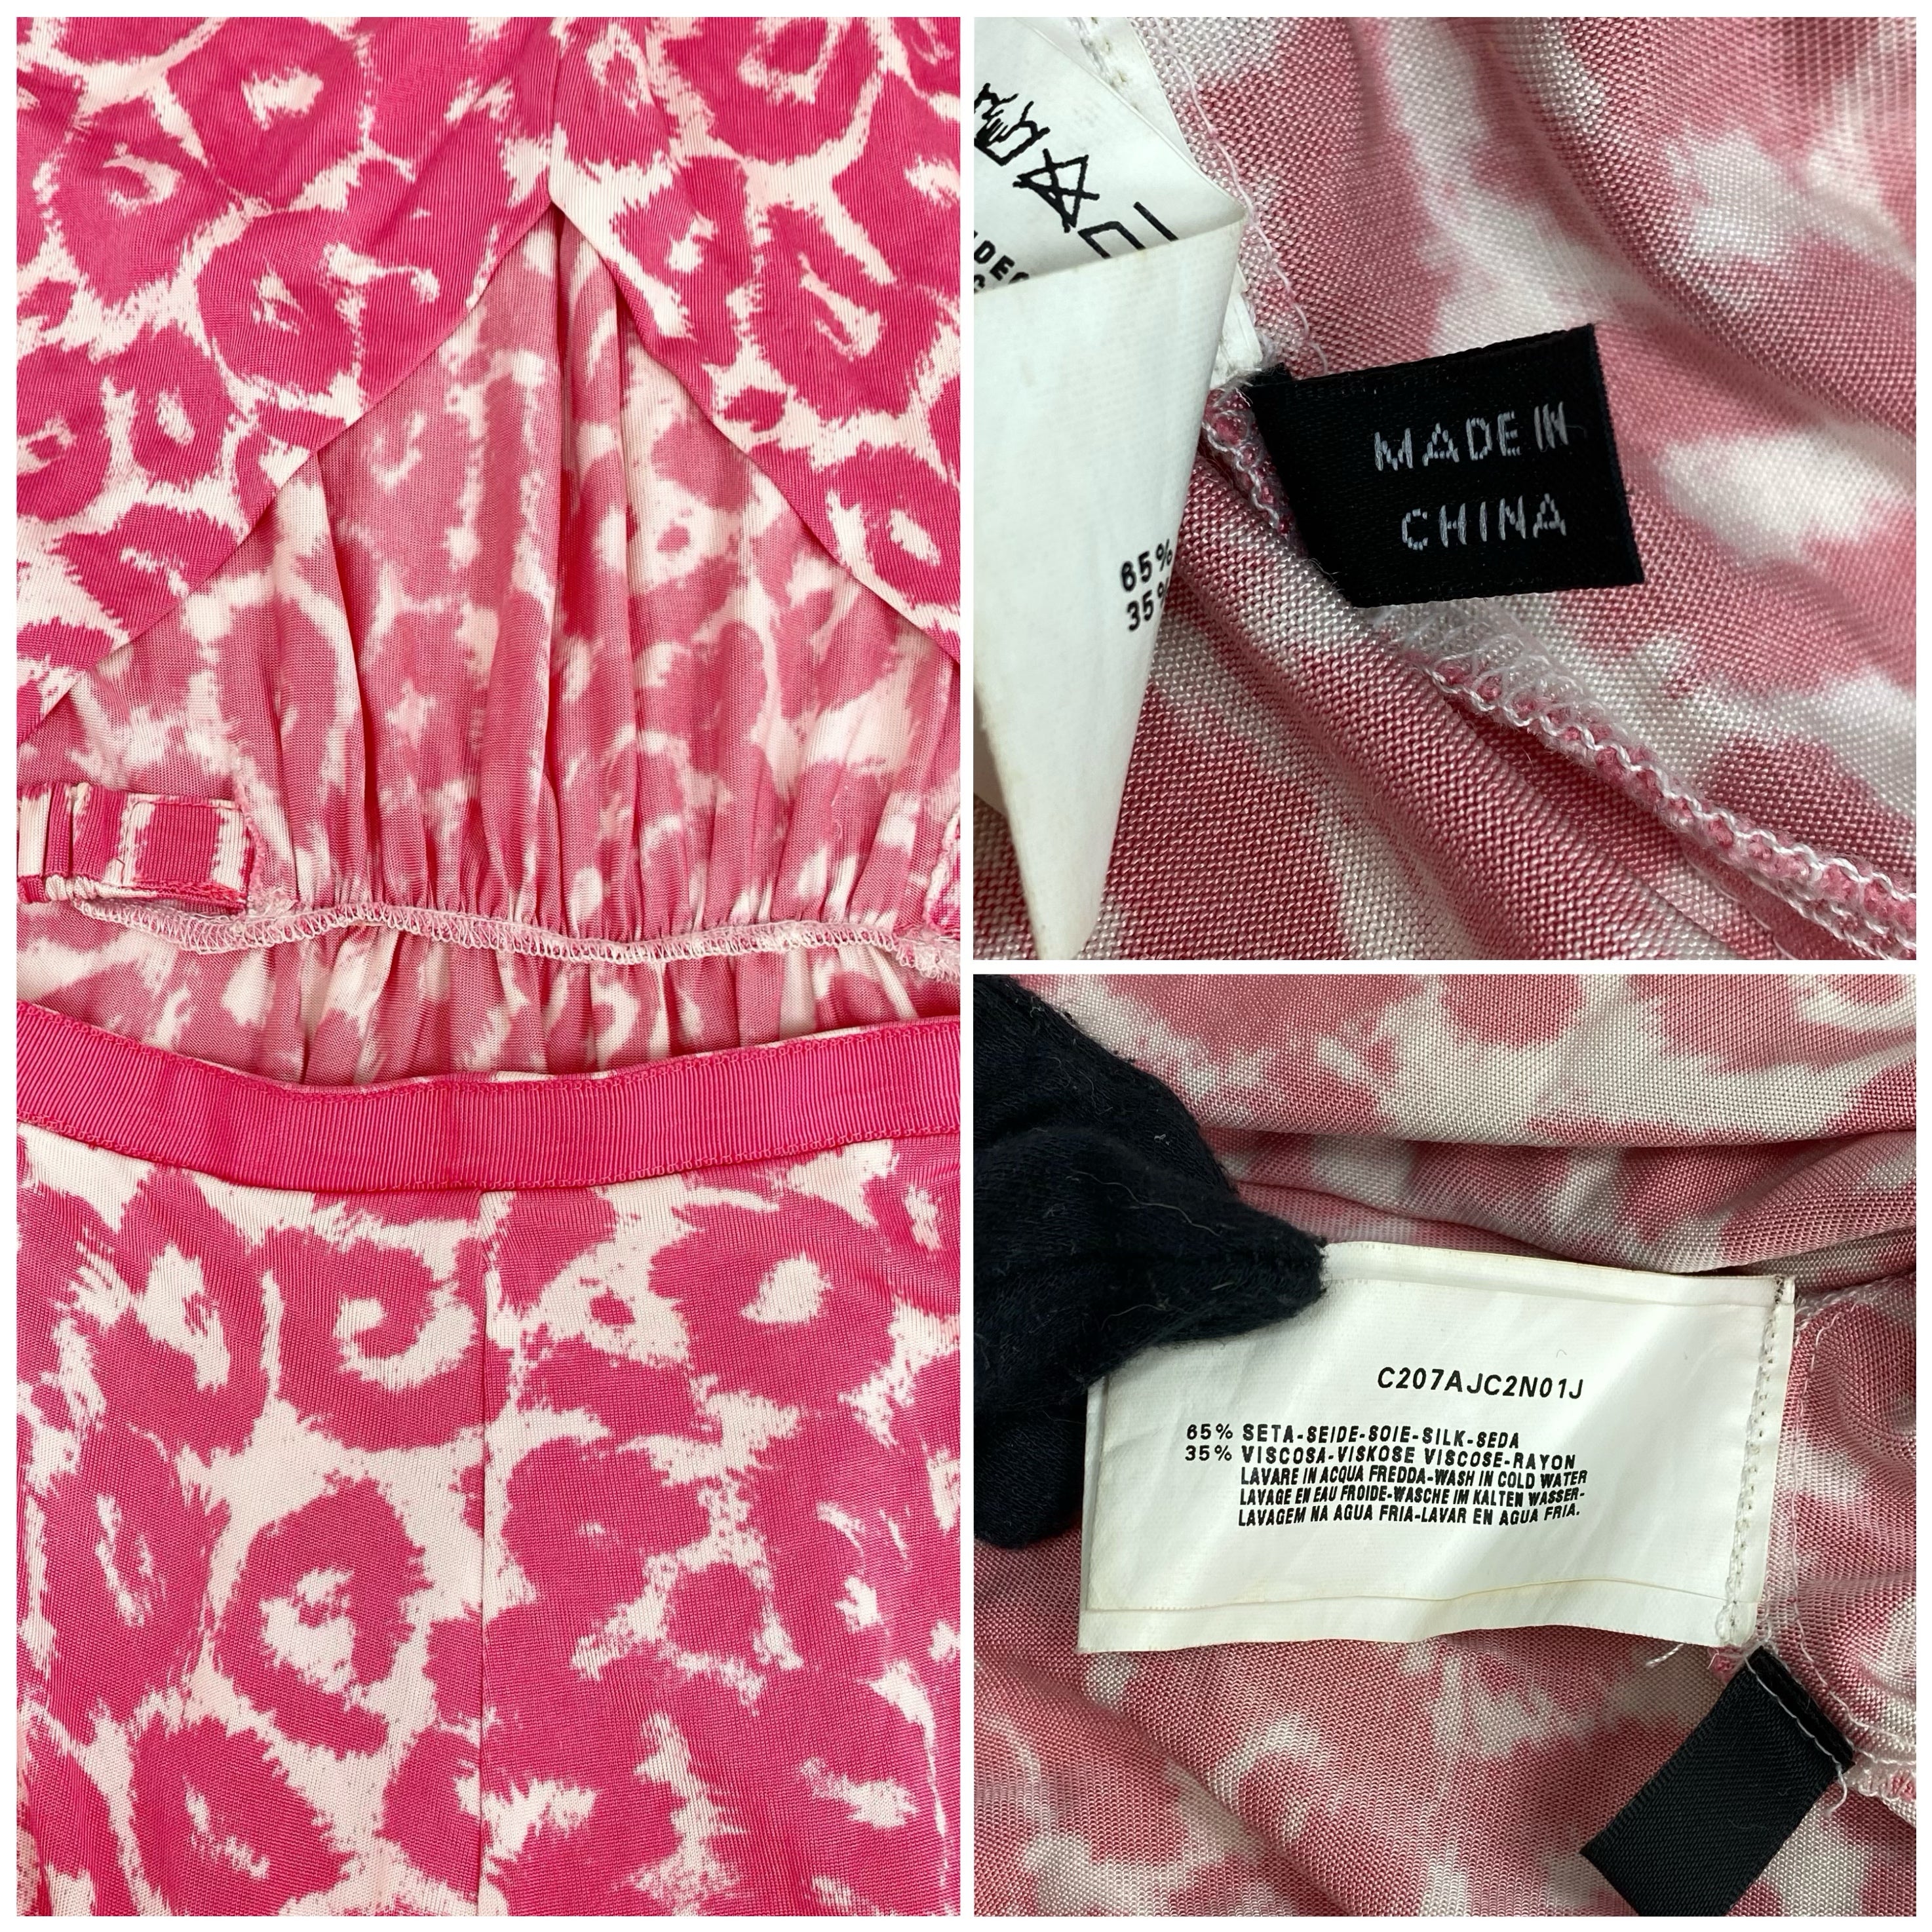 65%
35%
MADE IN
CHINA
C207AJC2N01J
65% SETA-SEIDE-SOIE-SILK-SEDA
35% VISCOSA-VISKOSE VISCOSE-RAYON
LAVARE IN ACQUA FREDDA-WASH IN COLD WATER
LAVAGE EN EAU FROIDE-WASCHE IM KALTEN WASSER-
LAVAGEM NA AGUA FRIA-LAVAR EN AGUA FRIA.